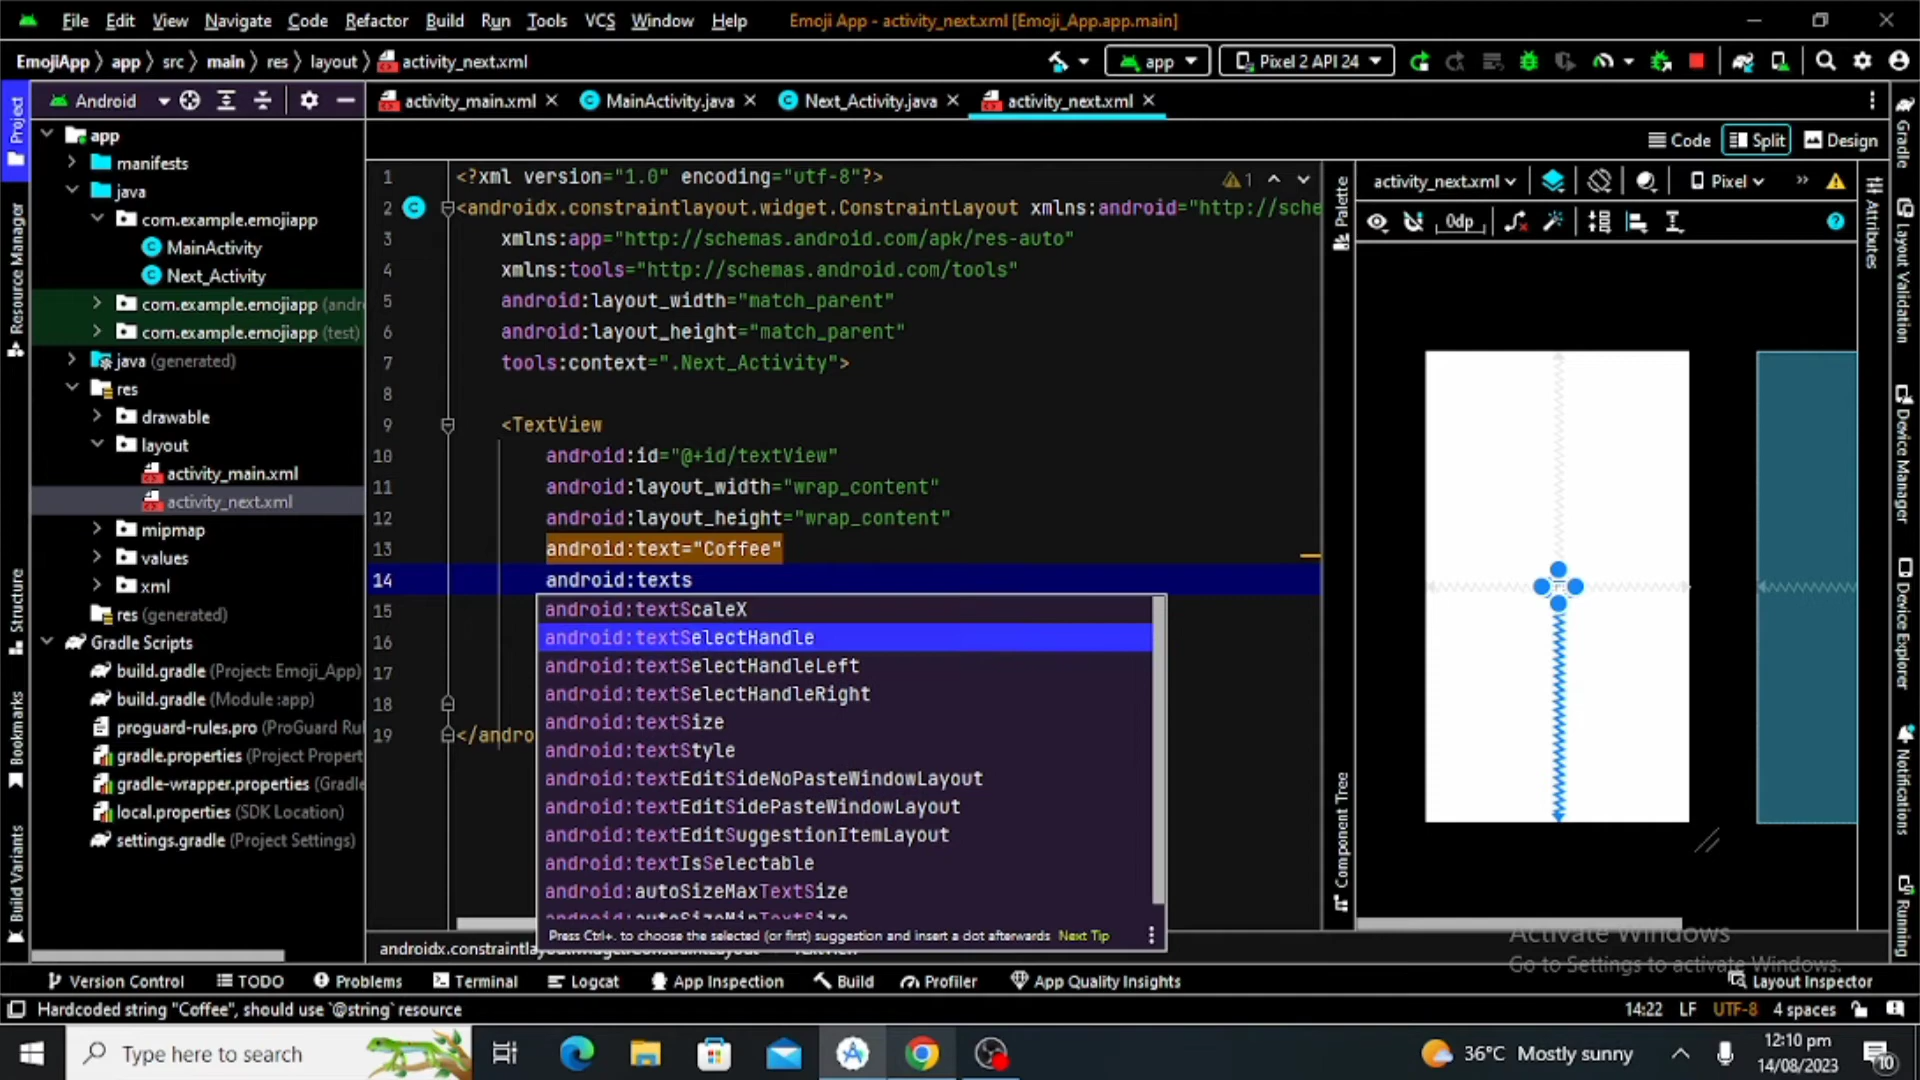 File Edit View Navigate Code Refactor Build Run Tools VCS Window Help Emoji App - activity_next.xml [Emoji_App.app.main]
EmojiApp app src main res layout activity_next.xml app Pixel 2 API 24
Android activity_main.xml MainActivity.java Next_Activity.java activity_next.xml
Code Split Design
Project
Resource Manager
Structure
Bookmarks
Build Variants
app
manifests
java
com.example.emojiapp
MainActivity
Next_Activity
com.example.emojiapp (andr
com.example.emojiapp (test)
java (generated)
res
drawable
layout
activity_main.xml
activity_next.xml
mipmap
values
xml
res (generated)
Gradle Scripts
build.gradle (Project: Emoji_App)
build.gradle (Module :app)
proguard-rules.pro (ProGuard Rul
gradle.properties (Project Propert
gradle-wrapper.properties (Gradle
local.properties (SDK Location)
settings.gradle (Project Settings)
1 <?xml version="1.0" encoding="utf-8"?> 1
2 <androidx.constraintlayout.widget.ConstraintLayout xmlns:android="http://sche
3 xmlns:app="http://schemas.android.com/apk/res-auto"
4 xmlns:tools="http://schemas.android.com/tools"
5 android:layout_width="match_parent"
6 android:layout_height="match_parent"
7 tools:context=".Next_Activity">
8
9 <TextView
10 android:id="@+id/textView"
11 android:layout_width="wrap_content"
12 android:layout_height="wrap_content"
13 android:text="Coffee"
14 android:texts
15
16
17
18
19 </andro
android:textScaleX
android:textSelectHandle
android:textSelectHandleLeft
android:textSelectHandleRight
android:textSize
android:textStyle
android:textEditSideNoPasteWindowLayout
android:textEditSidePasteWindowLayout
android:textEditSuggestionItemLayout
android:textIsSelectable
android:autoSizeMaxTextSize
android:autoSizeMinTextSize
Press Ctrl+. to choose the selected (or first) suggestion and insert a dot afterwards Next Tip
Palette
Component Tree
activity_next.xml Pixel
0dp
Attributes
Gradle
Layout Validation
Device Manager
Device Explorer
Notifications
Running
Activate Windows
Go to Settings to activate Windows.
Version Control TODO Problems Terminal Logcat App Inspection Build Profiler App Quality Insights Layout Inspector
Hardcoded string "Coffee", should use `@string` resource 14:22 LF UTF-8 4 spaces
Type here to search 36°C Mostly sunny 12:10 pm
14/08/2023 10